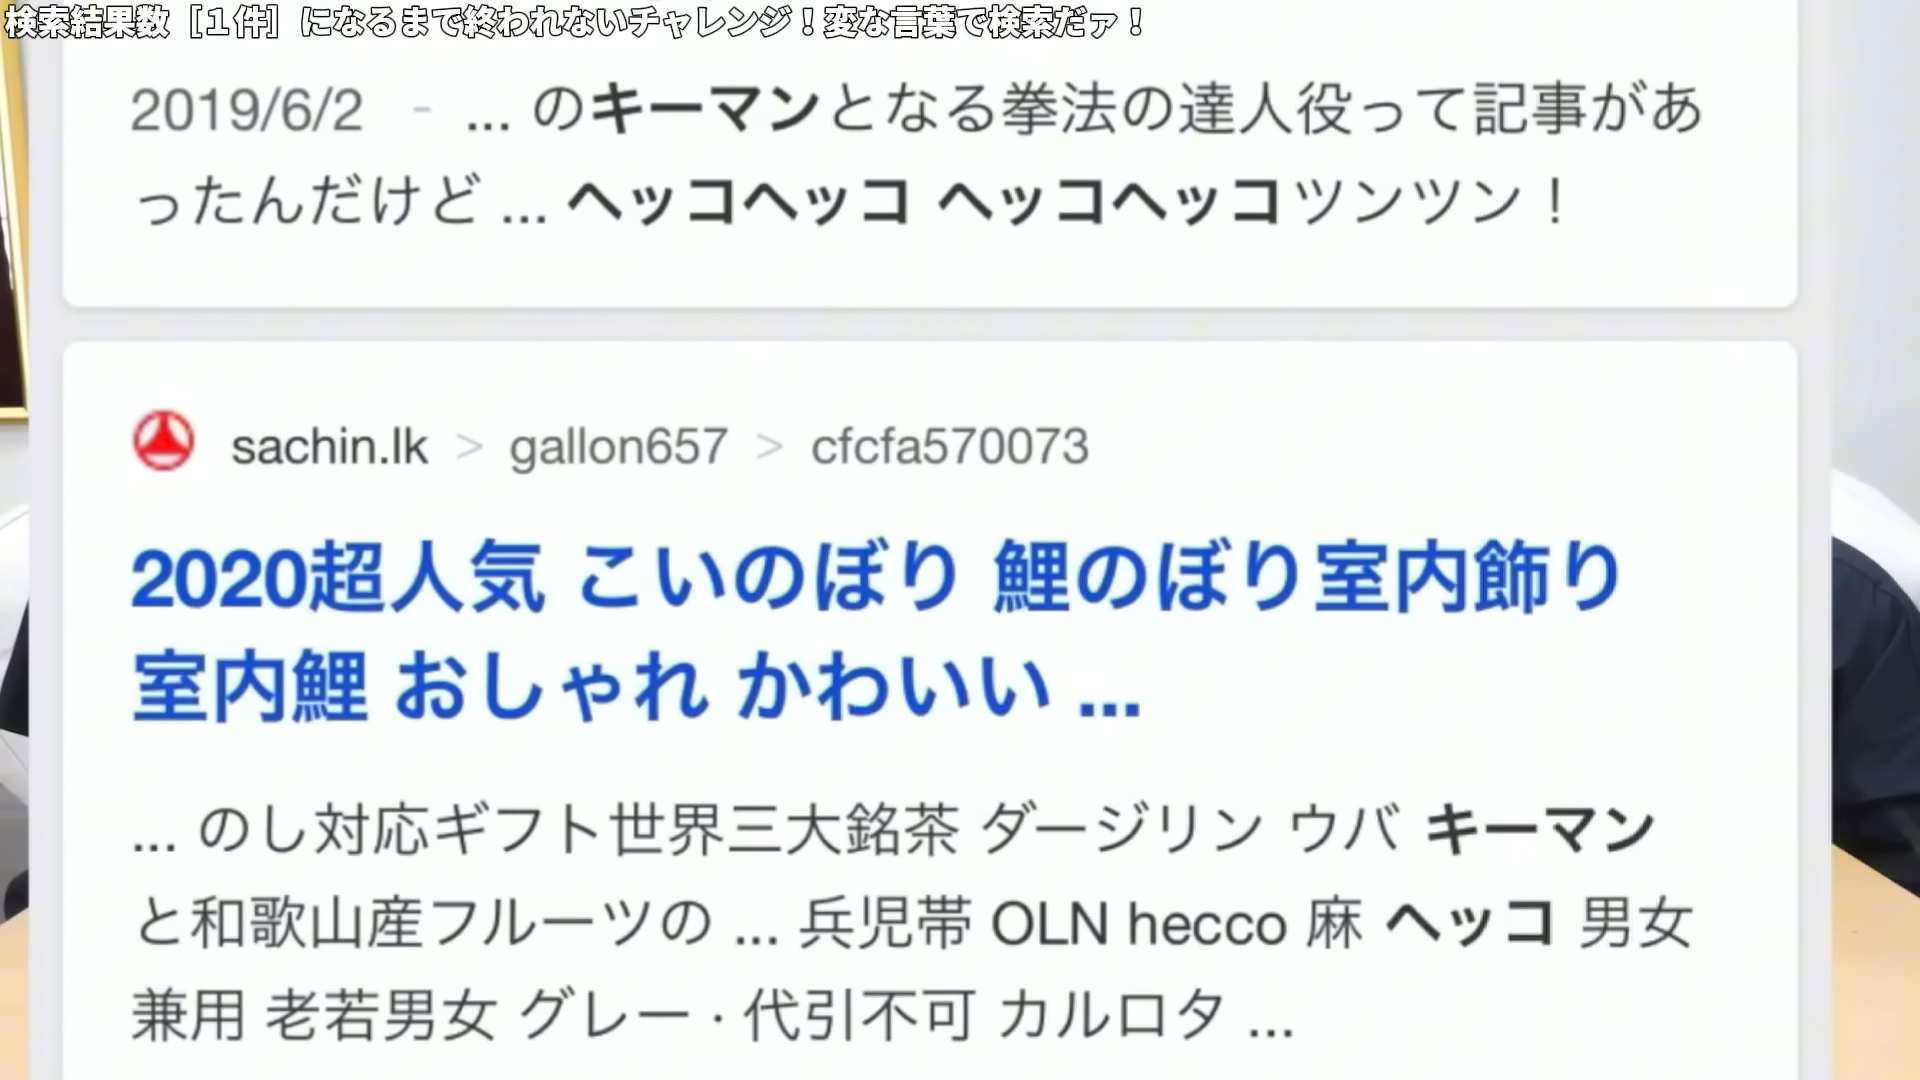 検索結果数［１件］になるまで終われないチャレンジ！変な言葉で検索だァ！
2019/6/2 - ... のキーマンとなる拳法の達人役って記事があ
ったんだけど ... ヘッコヘッコ ヘッコヘッコツンツン！
sachin.lk > gallon657 > cfcfa570073
2020超人気 こいのぼり 鯉のぼり室内飾り
室内鯉 おしゃれ かわいい ...
... のし対応ギフト世界三大銘茶 ダージリン ウバ キーマン
と和歌山産フルーツの ... 兵児帯 OLN hecco 麻 ヘッコ 男女
兼用 老若男女 グレー · 代引不可 カルロタ ...